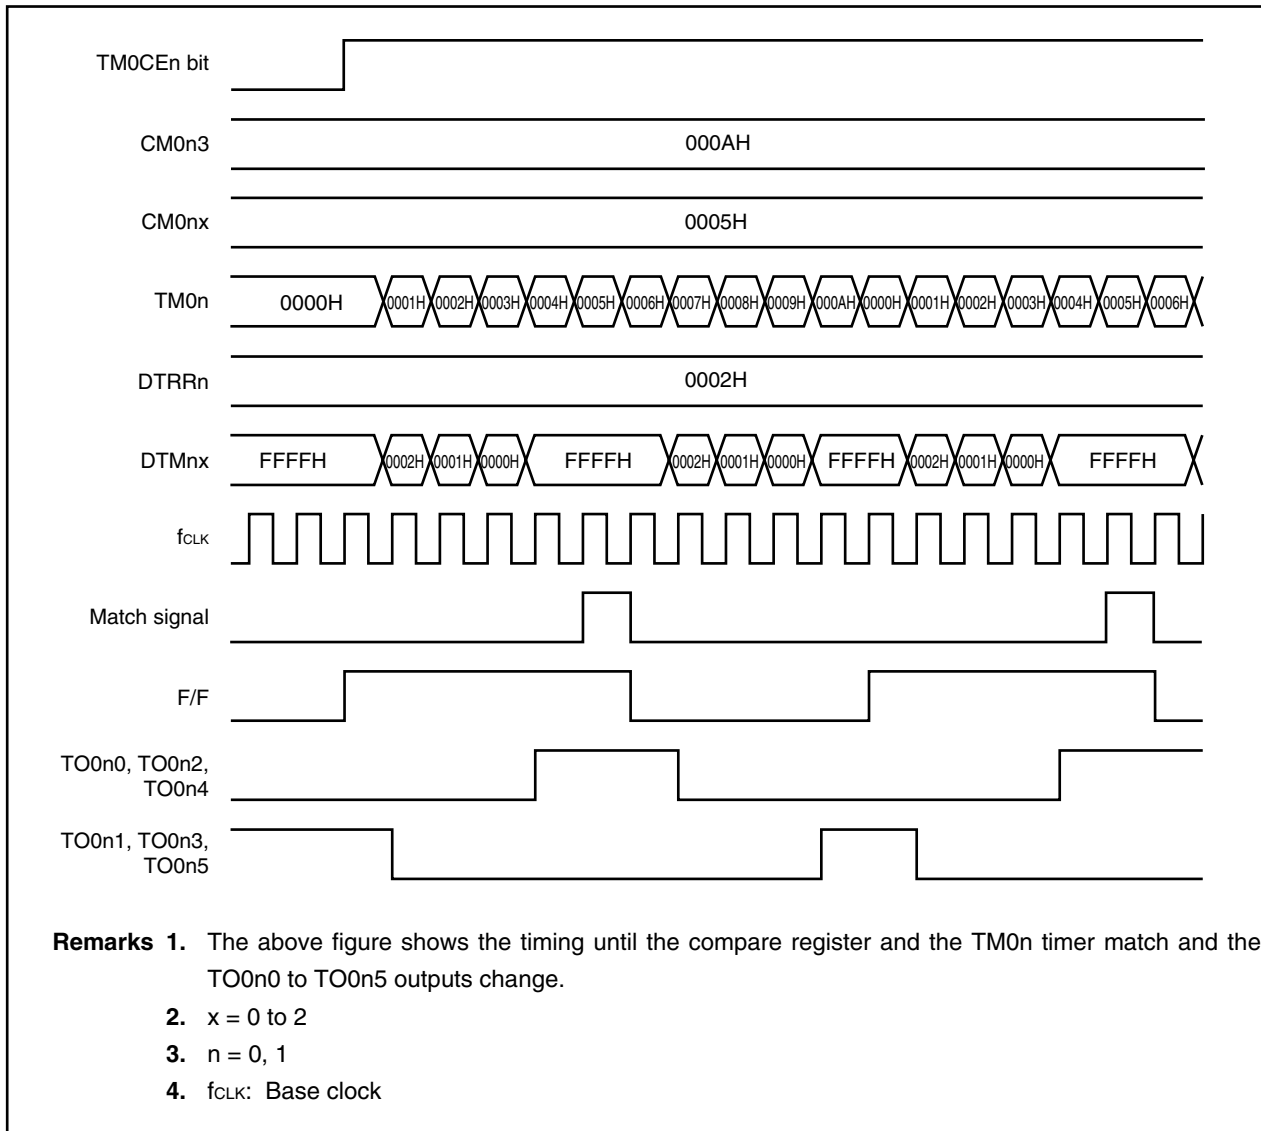 TM0CEn bit
CM0n3
000AH
CM0nx
0005H
TM0n
0000H 0001H 0002H 0003H 0004H 0005H 0006H 0007H 0008H 0009H 000AH 0000H 0001H 0002H 0003H 0004H 0005H 0006H
DTRRn
0002H
DTMnx
FFFFH 0002H 0001H 0000H FFFFH 0002H 0001H 0000H FFFFH 0002H 0001H 0000H FFFFH
fCLK
Match signal
F/F
TO0n0, TO0n2,
TO0n4
TO0n1, TO0n3,
TO0n5
Remarks 1. The above figure shows the timing until the compare register and the TM0n timer match and the
TO0n0 to TO0n5 outputs change.
2. x = 0 to 2
3. n = 0, 1
4. fCLK: Base clock